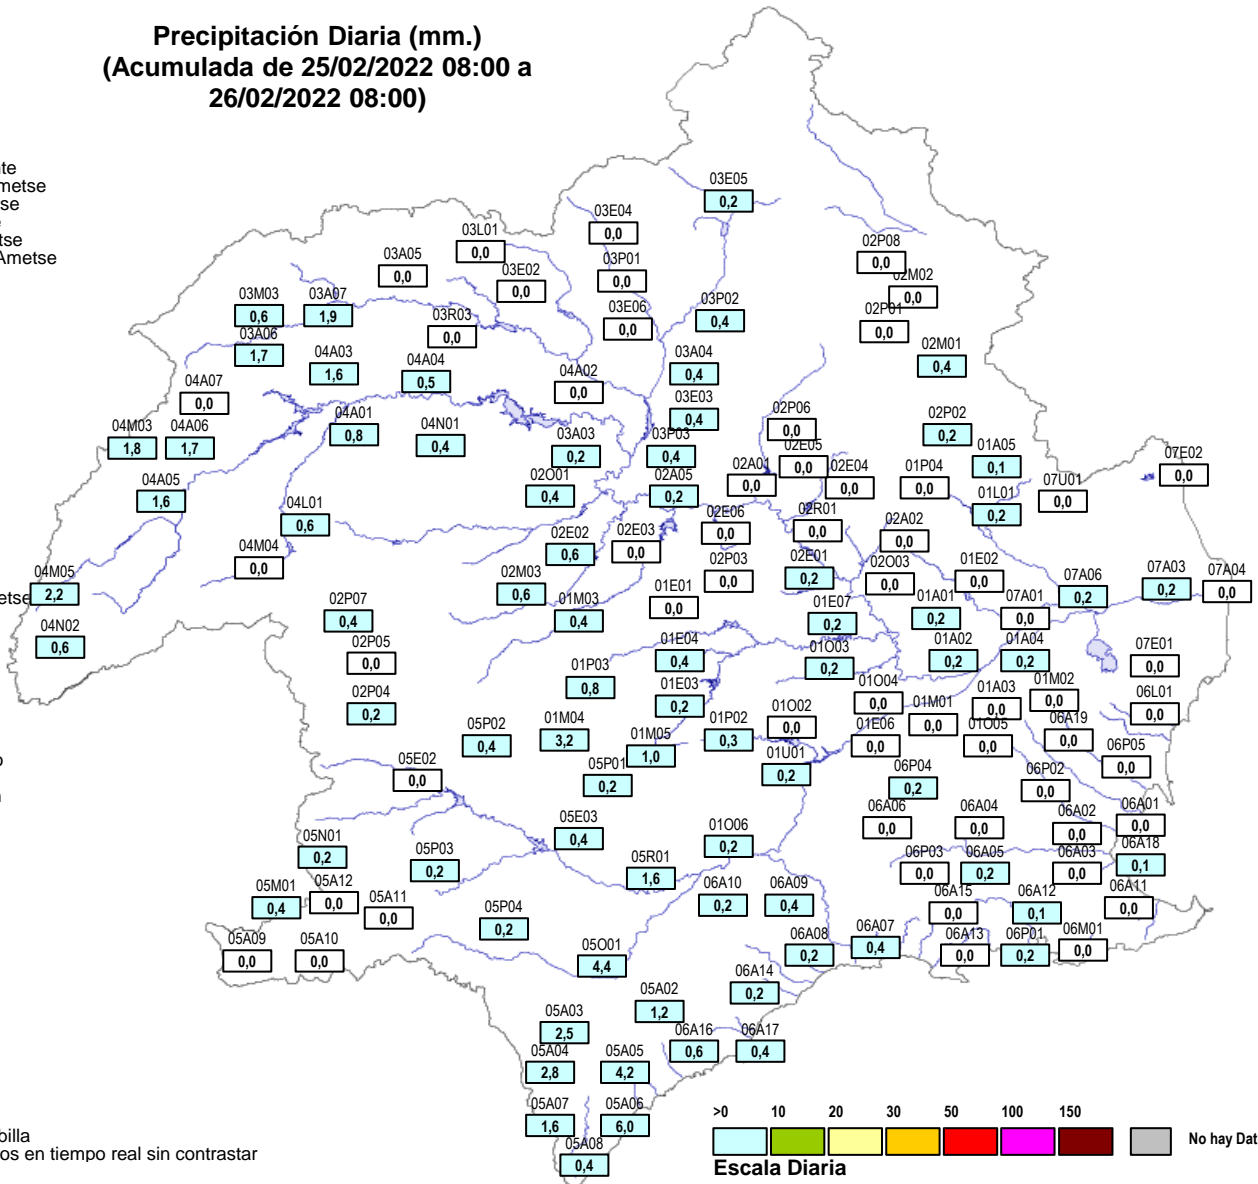 Precipitación Diaria (mm.)
(Acumulada de 25/02/2022 08:00 a
26/02/2022 08:00)
nte
metse
tse
e
tse
Ametse
03E05
0,2
03E04
0,0
03L01
0,0
03A05
0,0
03E02
0,0
03P01
0,0
02P08
0,0
02M02
0,0
03M03
0,6
03A07
1,9
03R03
0,0
03E06
0,0
03P02
0,4
02P01
0,0
03A06
1,7
04A03
1,6
04A04
0,5
03A04
0,4
02M01
0,4
04A07
0,0
04A02
0,0
03E03
0,4
04M03
1,8
04A06
1,7
04A01
0,8
04N01
0,4
03A03
0,2
03P03
0,4
02P06
0,0
02P02
0,2
02E05
0,0
01A05
0,1
07E02
0,0
04A05
1,6
02O01
0,4
02A05
0,2
02A01
0,0
02E04
0,0
01P04
0,0
07U01
0,0
01L01
0,2
04L01
0,6
02E06
0,0
02R01
0,0
02A02
0,0
04M04
0,0
02E02
0,6
02E03
0,0
04M05
2,2
etse
02M03
0,6
02P03
0,0
02E01
0,2
02O03
0,0
01E02
0,0
07A06
0,2
07A03
0,2
07A04
0,0
04N02
0,6
02P07
0,4
01M03
0,4
01E01
0,0
01E07
0,2
01A01
0,2
07A01
0,0
02P05
0,0
01E04
0,4
01O03
0,2
01A02
0,2
01A04
0,2
07E01
0,0
02P04
0,2
01P03
0,8
01E03
0,2
01O04
0,0
01A03
0,0
01M02
0,0
06L01
0,0
05P02
0,4
01M04
3,2
01M05
1,0
01P02
0,3
01O02
0,0
01E06
0,0
01M01
0,0
01O05
0,0
06A19
0,0
06P05
0,0
o
05E02
0,0
05P01
0,2
01U01
0,2
06P04
0,2
06P02
0,0
05E03
0,4
01O06
0,2
06A06
0,0
06A04
0,0
06A02
0,0
06A01
0,0
05N01
0,2
05P03
0,2
05R01
1,6
06P03
0,0
06A05
0,2
06A03
0,0
06A18
0,1
05M01
0,4
05A12
0,0
05A11
0,0
06A10
0,2
06A09
0,4
06A15
0,0
06A12
0,1
06A11
0,0
05P04
0,2
05A09
0,0
05A10
0,0
05O01
4,4
06A08
0,2
06A07
0,4
06A13
0,0
06P01
0,2
06M01
0,0
06A14
0,2
05A02
1,2
05A03
2,5
06A16
0,6
06A17
0,4
05A04
2,8
05A05
4,2
05A07
1,6
05A06
6,0
05A08
0,4
billa
os en tiempo real sin contrastar
>0 10 20 30 50 100 150
No hay Dat
Escala Diaria